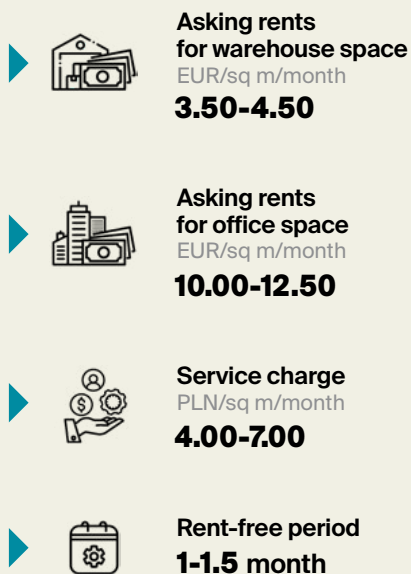 Asking rents
for warehouse space
EUR/sq m/month
3.50-4.50
Asking rents
for office space
EUR/sq m/month
10.00-12.50
Service charge
PLN/sq m/month
4.00-7.00
Rent-free period
1-1.5 month